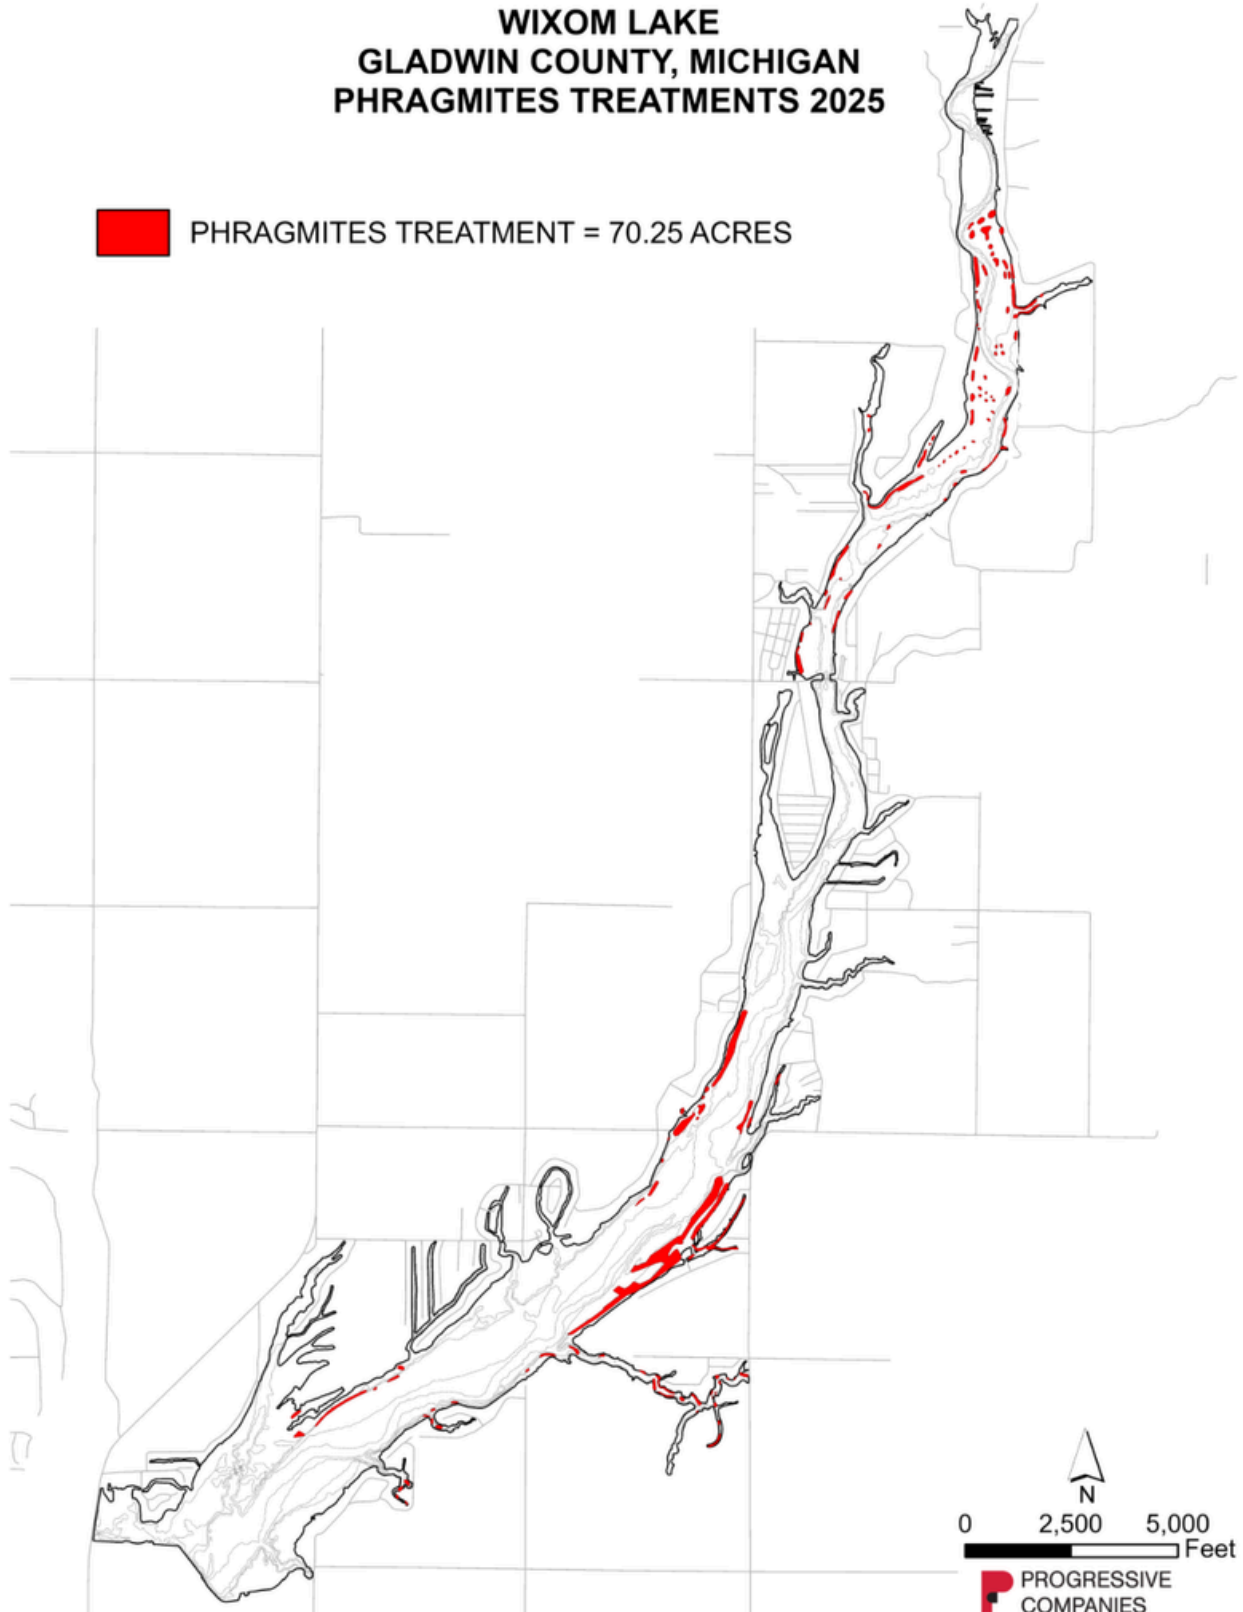 WIXOM LAKE
GLADWIN COUNTY, MICHIGAN
PHRAGMITES TREATMENTS 2025
PHRAGMITES TREATMENT = 70.25 ACRES
N
0 2,500 5,000
Feet
PROGRESSIVE
COMPANIES